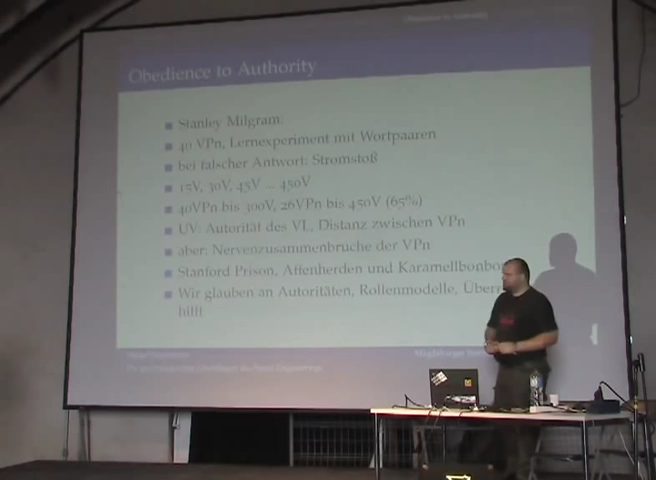 Obedience to Authority
Stanley Milgram:
40 VPn, Lernexperiment mit Wortpaaren
bei falscher Antwort: Stromstoß
15V, 30V, 45V ... 450V
40VPn bis 300V, 26VPn bis 450V (65%)
UV: Autorität des VL, Distanz zwischen VPn
aber: Nervenzusammenbrüche der VPn
Stanford Prison, Affenherden und Karamellbonbon
Wir glauben an Autoritäten, Rollenmodelle,
hilft